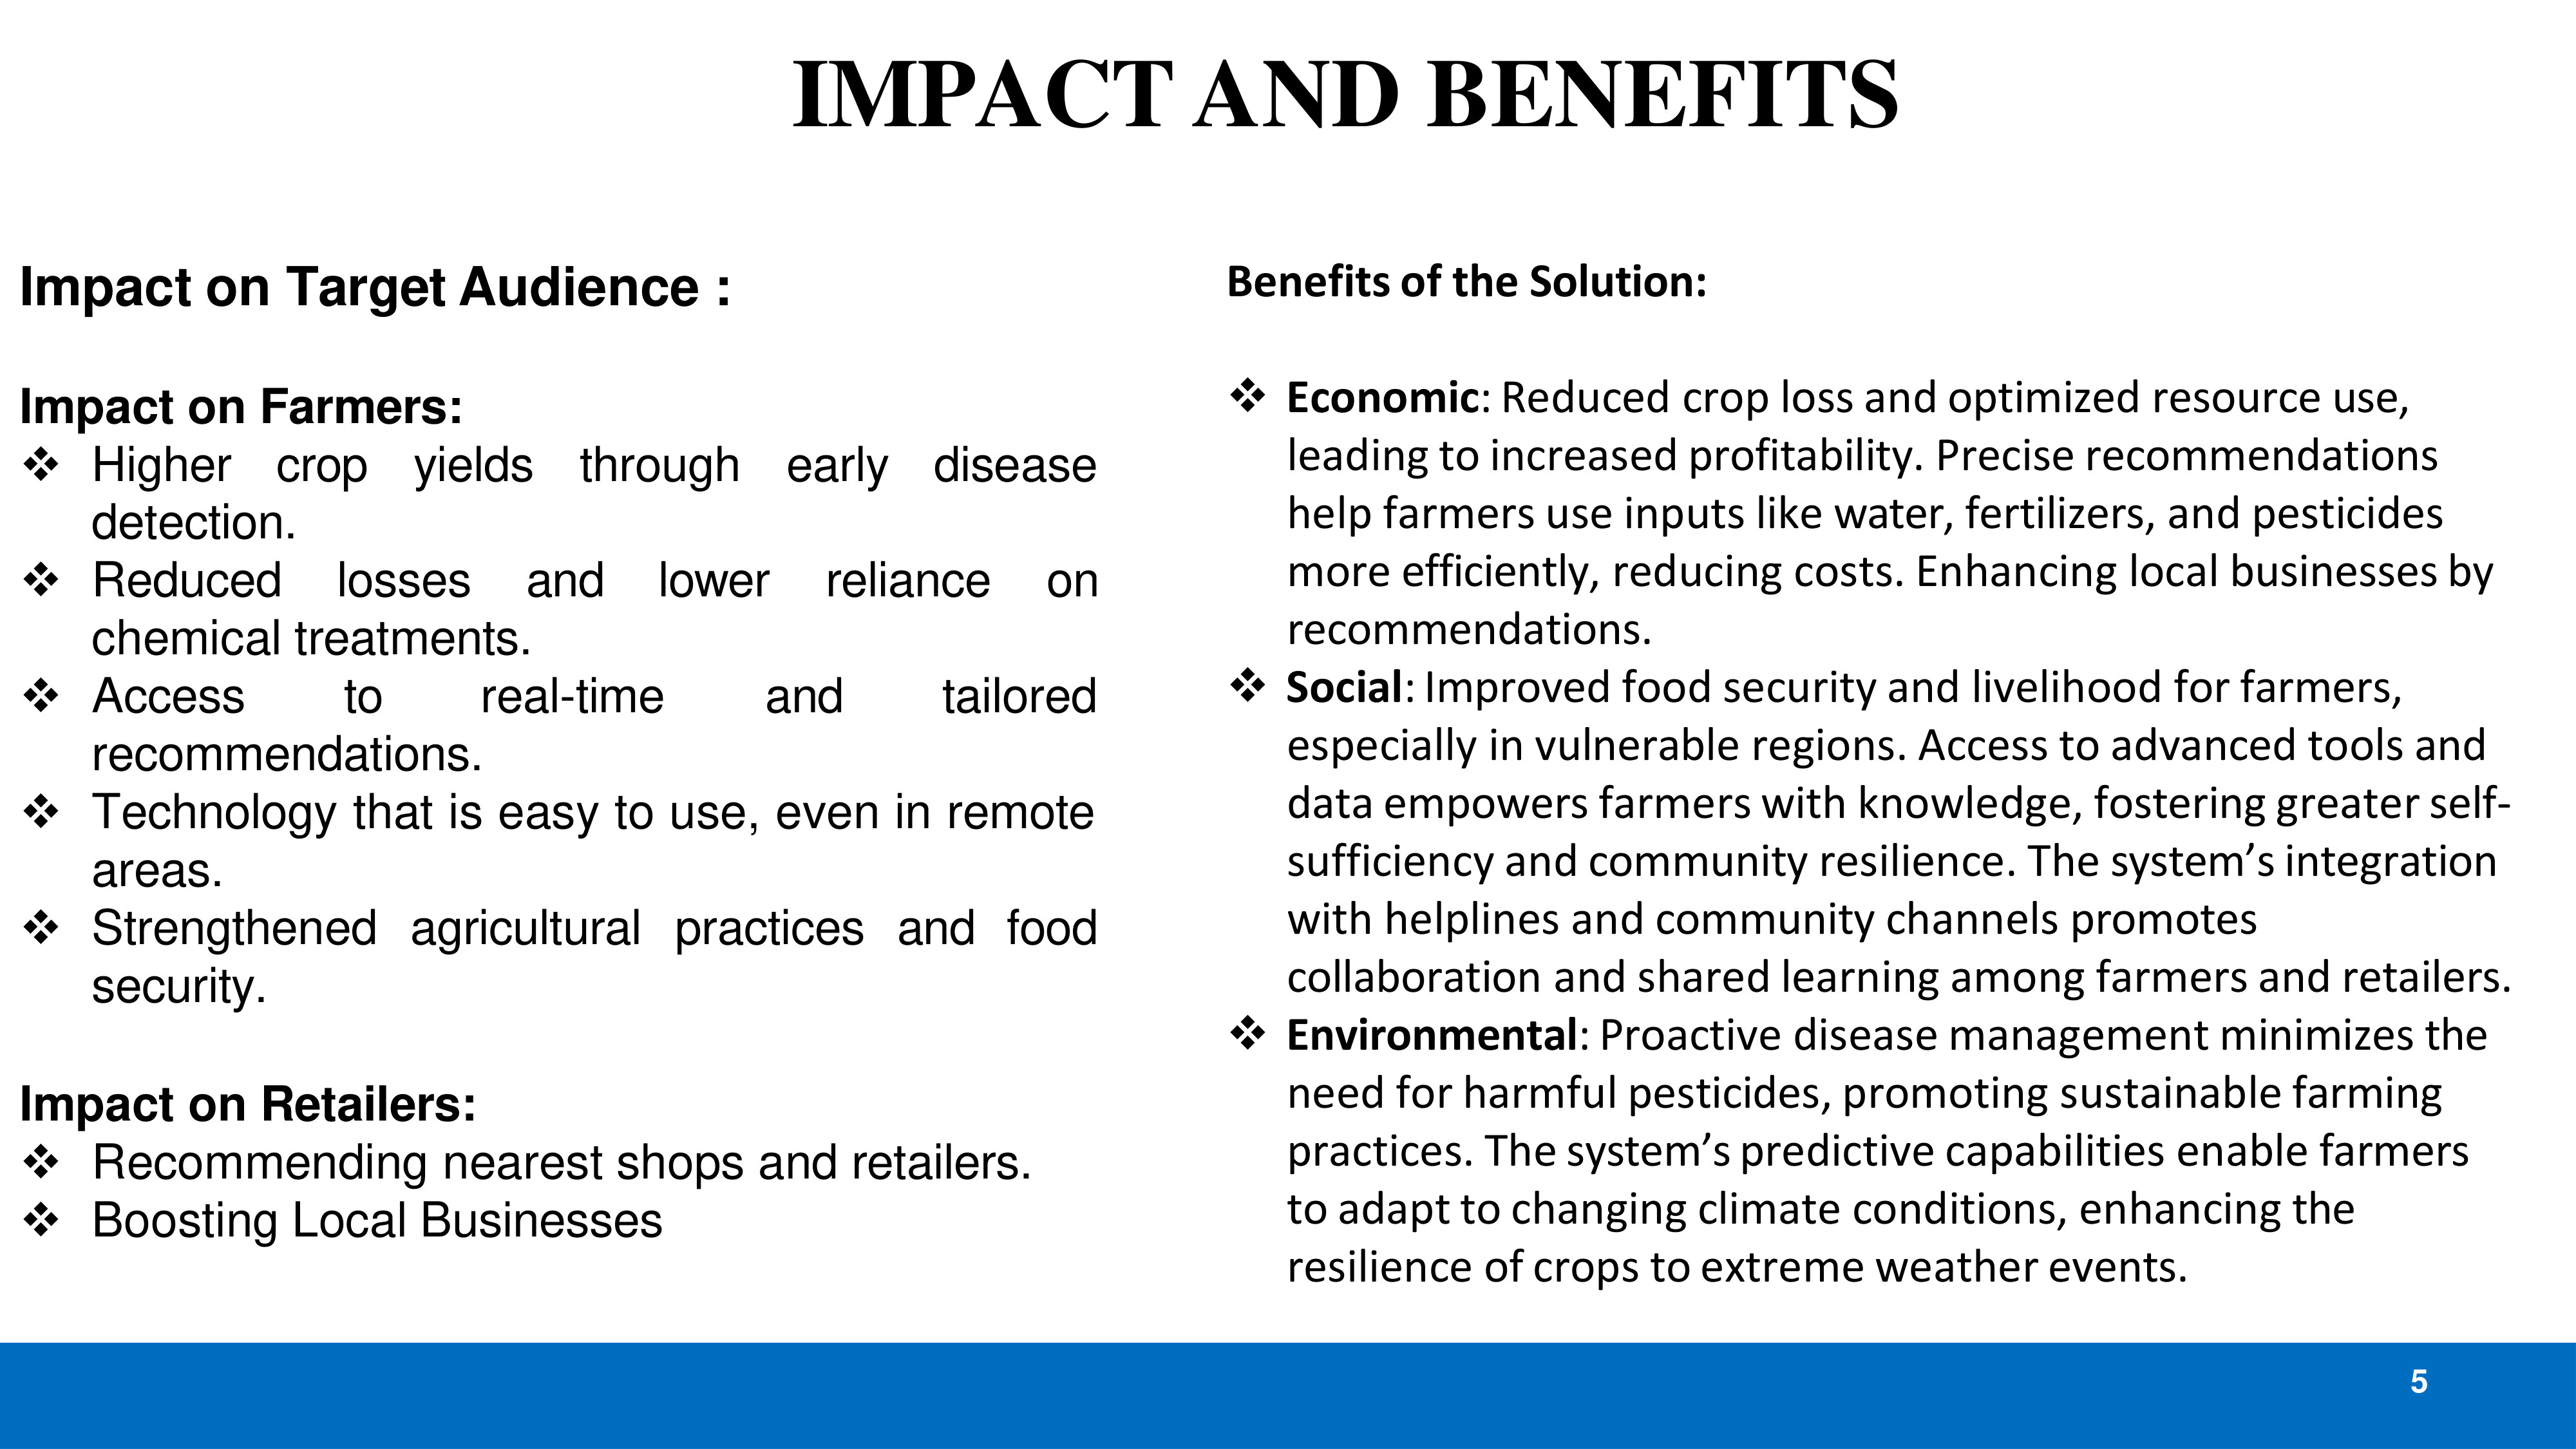 IMPACT AND BENEFITS
Impact on Target Audience :
Impact on Farmers:
❖ Higher crop yields through early disease
detection.
❖ Reduced losses and lower reliance on
chemical treatments.
❖ Access to real-time and tailored
recommendations.
❖ Technology that is easy to use, even in remote
areas.
❖ Strengthened agricultural practices and food
security.
Impact on Retailers:
❖ Recommending nearest shops and retailers.
❖ Boosting Local Businesses
Benefits of the Solution:
❖ Economic: Reduced crop loss and optimized resource use,
leading to increased profitability. Precise recommendations
help farmers use inputs like water, fertilizers, and pesticides
more efficiently, reducing costs. Enhancing local businesses by
recommendations.
❖ Social: Improved food security and livelihood for farmers,
especially in vulnerable regions. Access to advanced tools and
data empowers farmers with knowledge, fostering greater self-
sufficiency and community resilience. The system’s integration
with helplines and community channels promotes
collaboration and shared learning among farmers and retailers.
❖ Environmental: Proactive disease management minimizes the
need for harmful pesticides, promoting sustainable farming
practices. The system’s predictive capabilities enable farmers
to adapt to changing climate conditions, enhancing the
resilience of crops to extreme weather events.
5